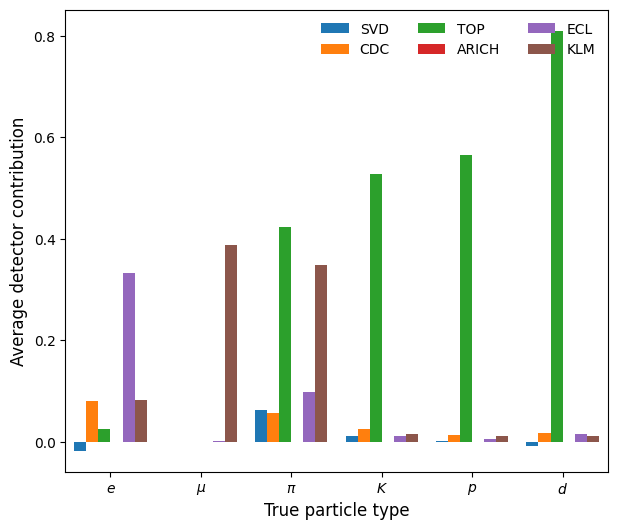 SVD TOP ECL
CDC ARICH KLM
Average detector contribution
0.8
0.6
0.4
0.2
0.0
e μ π K p d
True particle type